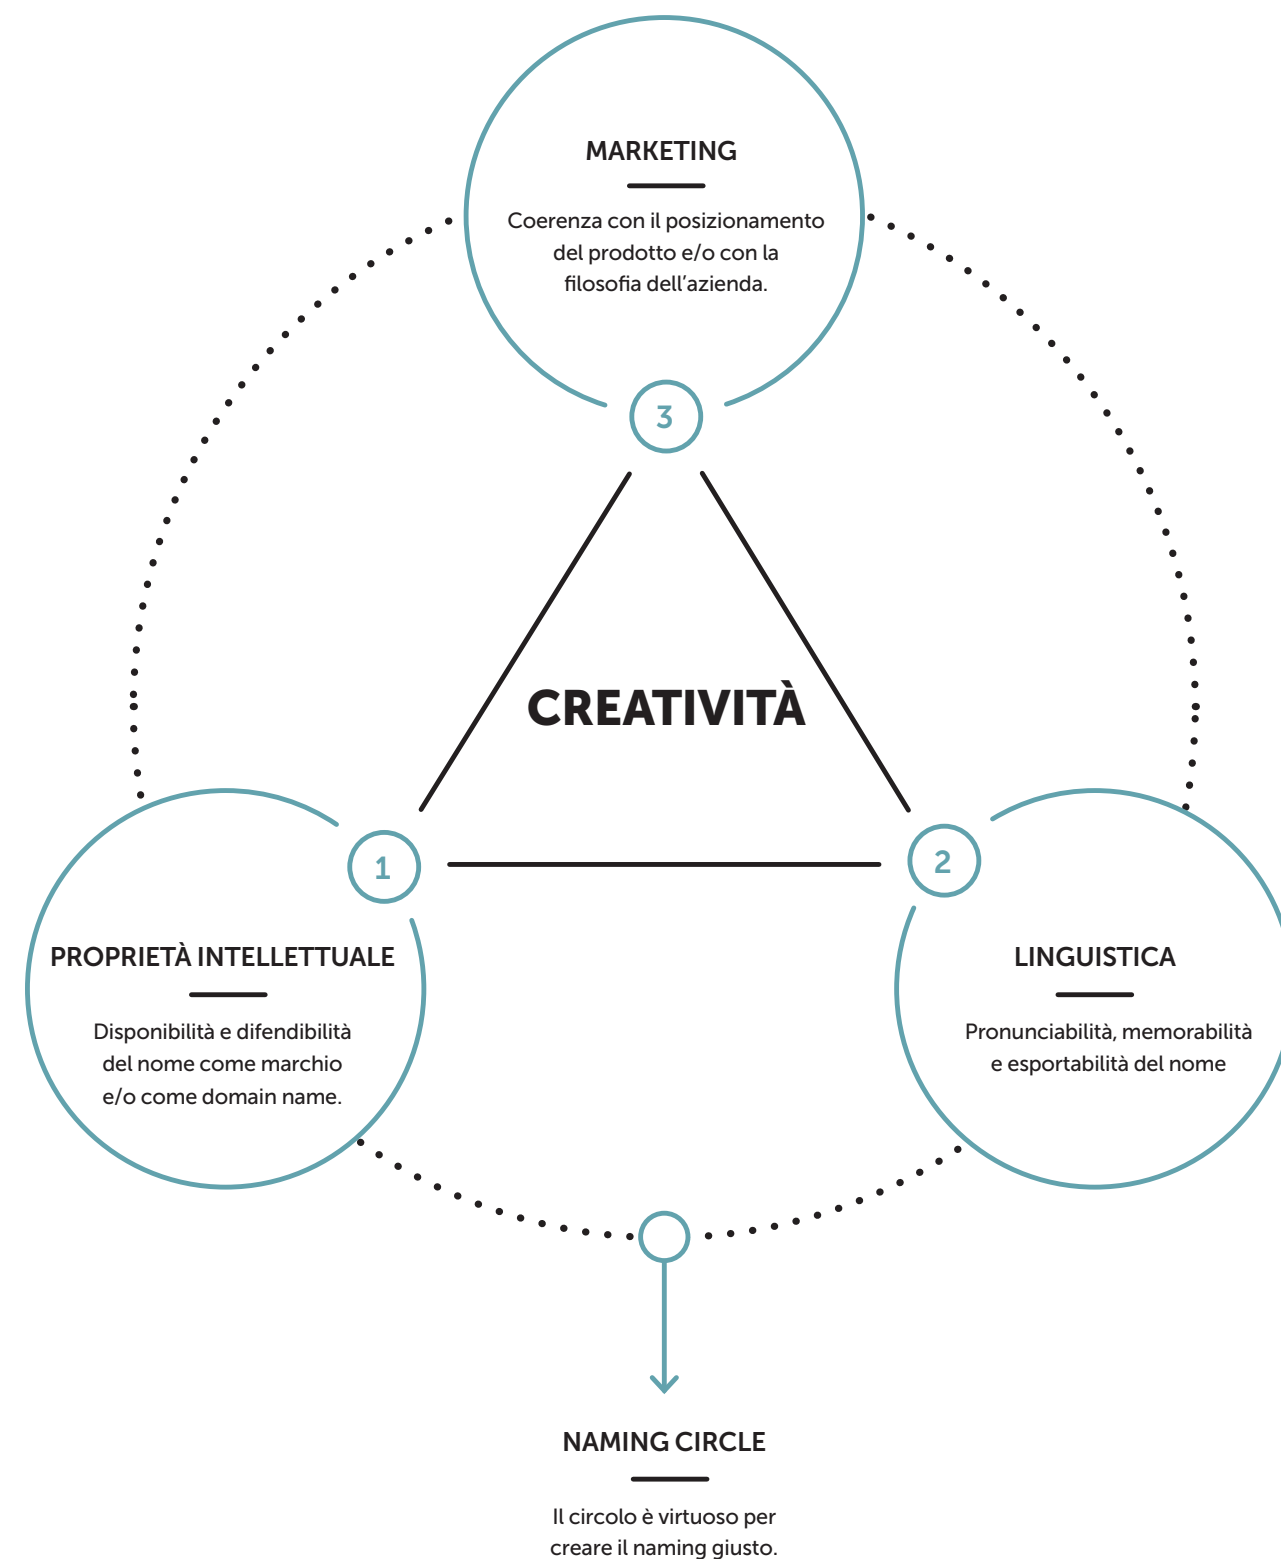 MARKETING
Coerenza con il posizionamento
del prodotto e/o con la
filosofia dell’azienda.
3
CREATIVITÀ
1
2
PROPRIETÀ INTELLETTUALE
Disponibilità e difendibilità
del nome come marchio
e/o come domain name.
LINGUISTICA
Pronunciabilità, memorabilità
e esportabilità del nome
NAMING CIRCLE
Il circolo è virtuoso per
creare il naming giusto.